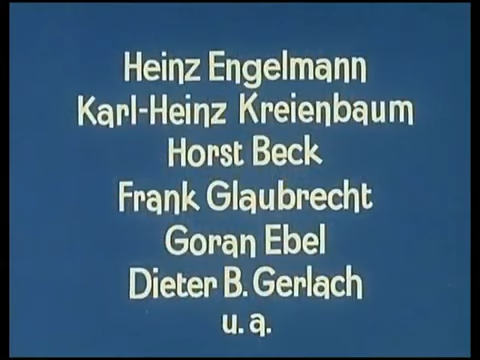 Heinz Engelmann
Karl-Heinz Kreienbaum
Horst Beck
Frank Glaubrecht
Goran Ebel
Dieter B. Gerlach
u. a.